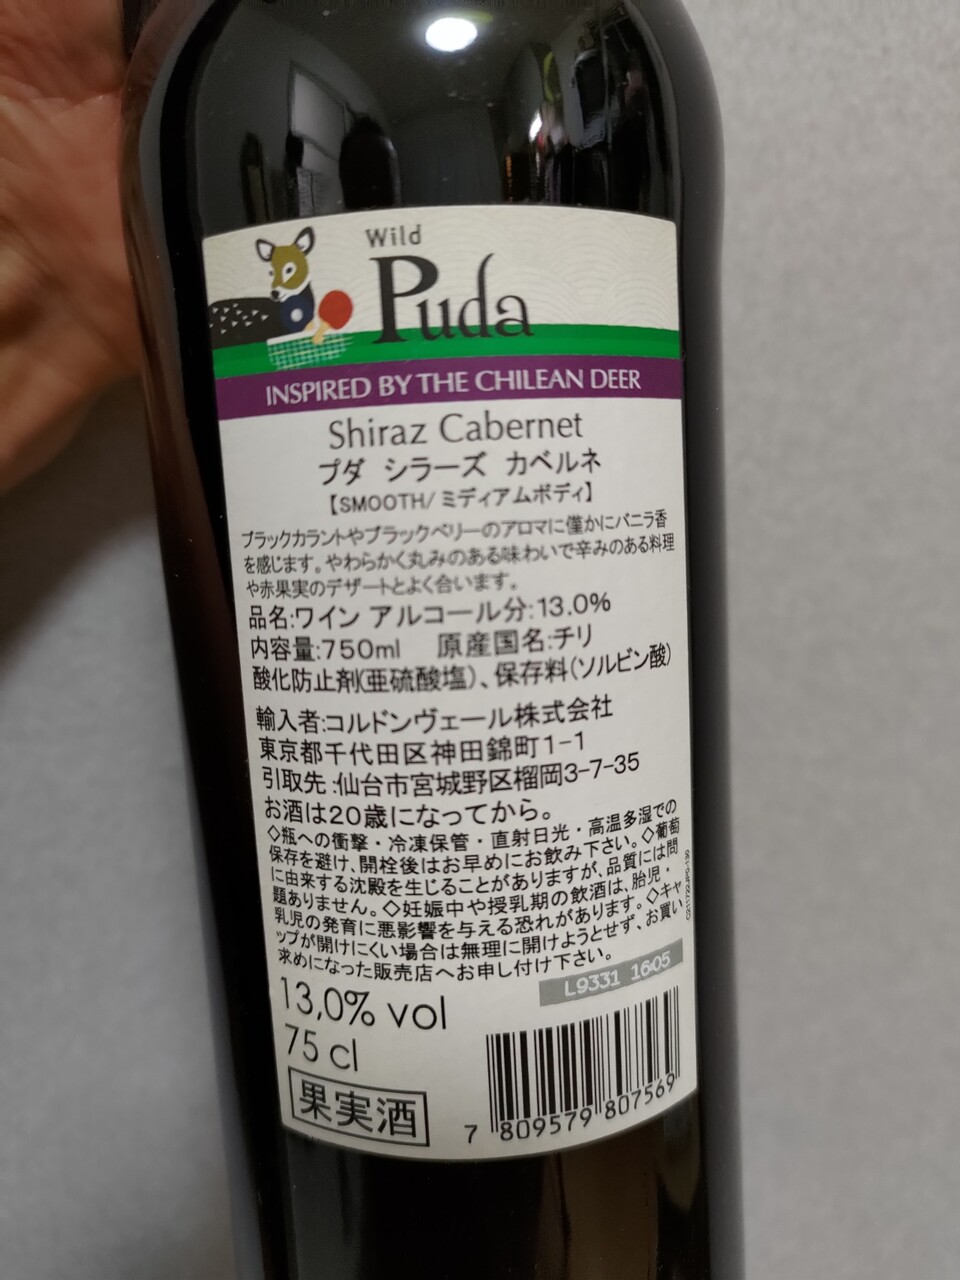 Wild
Puda
INSPIRED BY THE CHILEAN DEER
Shiraz Cabernet
プダ シラーズ カベルネ
【SMOOTH/ミディアムボディ】
ブラックカラントやブラックベリーのアロマに僅かにバニラ香
を感じます。やわらかく丸みのある味わいで辛みのある料理
や赤果実のデザートとよく合います。
品名:ワイン アルコール分:13.0%
内容量:750ml 原産国名:チリ
酸化防止剤(亜硫酸塩)、保存料(ソルビン酸)
輸入者:コルドンヴェール株式会社
東京都千代田区神田錦町1-1
引取先:仙台市宮城野区榴岡3-7-35
お酒は20歳になってから。
◇瓶への衝撃・冷凍保管・直射日光・高温多湿での
保存を避け、開栓後はお早めにお飲み下さい。◇葡萄
に由来する沈殿を生じることがありますが、品質には問
題ありません。◇妊娠中や授乳期の飲酒は、胎児・
乳児の発育に悪影響を与える恐れがあります。◇キャ
ップが開けにくい場合は無理に開けようとせず、お買い
求めになった販売店へお申し付け下さい。
L9331 1605
13,0% vol
75 cl
果実酒
7 809579 807569